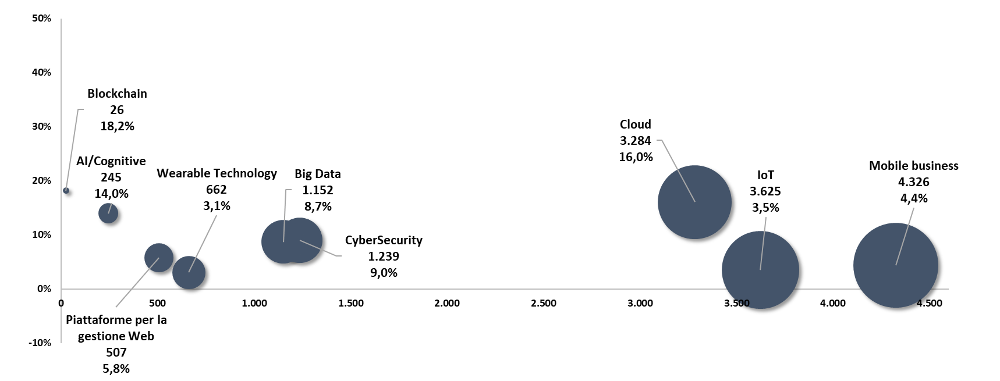 50%
40%
30%
20%
10%
0%
-10%
Blockchain
26
18,2%
AI/Cognitive
245
14,0%
Wearable Technology
662
3,1%
Big Data
1.152
8,7%
CyberSecurity
1.239
9,0%
Cloud
3.284
16,0%
IoT
3.625
3,5%
Mobile business
4.326
4,4%
0 500 1.000 1.500 2.000 2.500 3.000 3.500 4.000 4.500
Piattaforme per la
gestione Web
507
5,8%